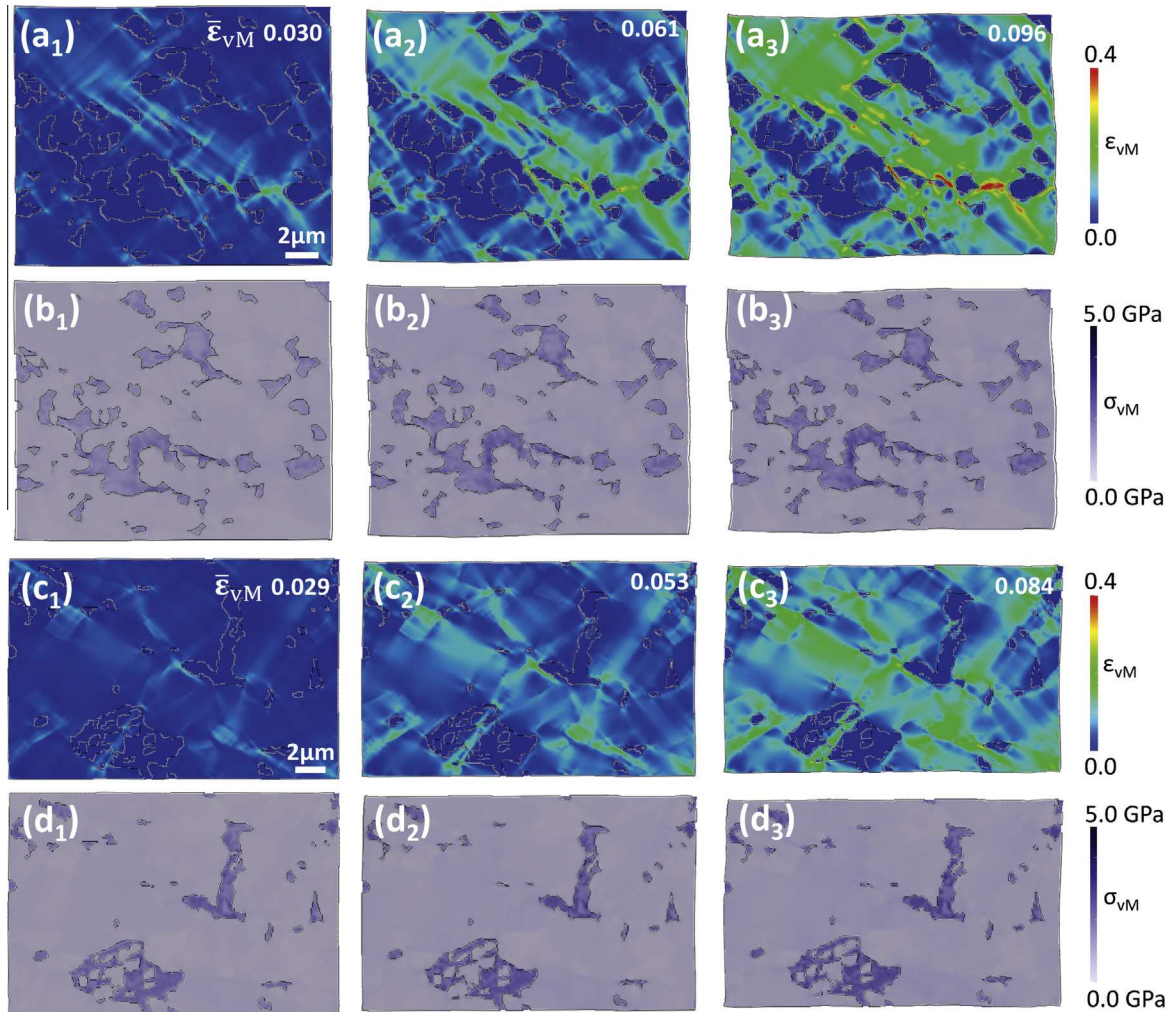 (a₁) ε̄vM 0.030
(a₂) 0.061
(a₃) 0.096
2μm
0.4
εvM
0.0
(b₁)
(b₂)
(b₃)
5.0 GPa
σvM
0.0 GPa
(c₁) ε̄vM 0.029
(c₂) 0.053
(c₃) 0.084
2μm
0.4
εvM
0.0
(d₁)
(d₂)
(d₃)
5.0 GPa
σvM
0.0 GPa